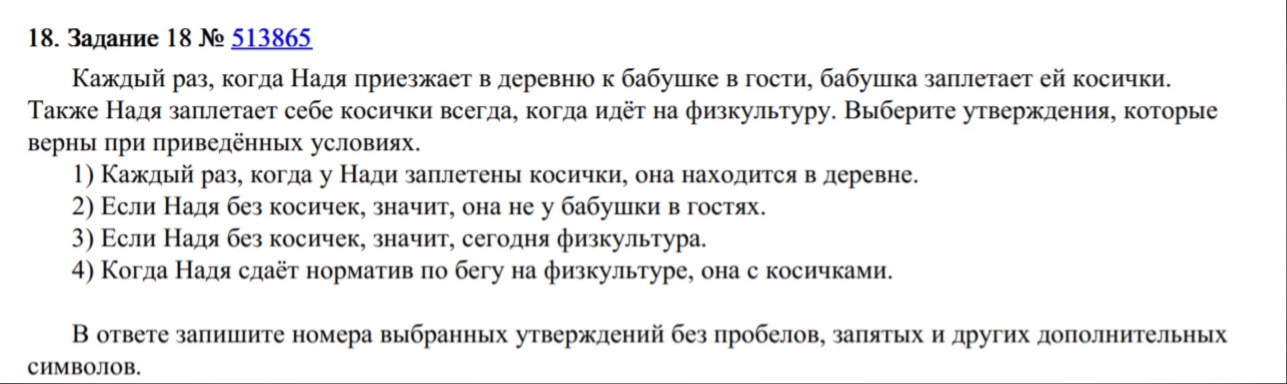 18. Задание 18 № 513865
Каждый раз, когда Надя приезжает в деревню к бабушке в гости, бабушка заплетает ей косички.
Также Надя заплетает себе косички всегда, когда идёт на физкультуру. Выберите утверждения, которые
верны при приведённых условиях.
1) Каждый раз, когда у Нади заплетены косички, она находится в деревне.
2) Если Надя без косичек, значит, она не у бабушки в гостях.
3) Если Надя без косичек, значит, сегодня физкультура.
4) Когда Надя сдаёт норматив по бегу на физкультуре, она с косичками.
В ответе запишите номера выбранных утверждений без пробелов, запятых и других дополнительных
символов.